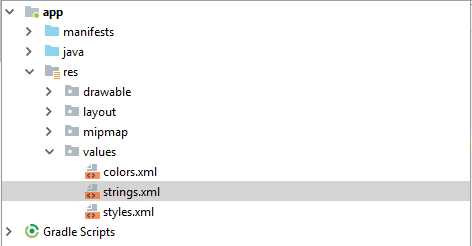 app
manifests
java
res
drawable
layout
mipmap
values
colors.xml
strings.xml
styles.xml
Gradle Scripts